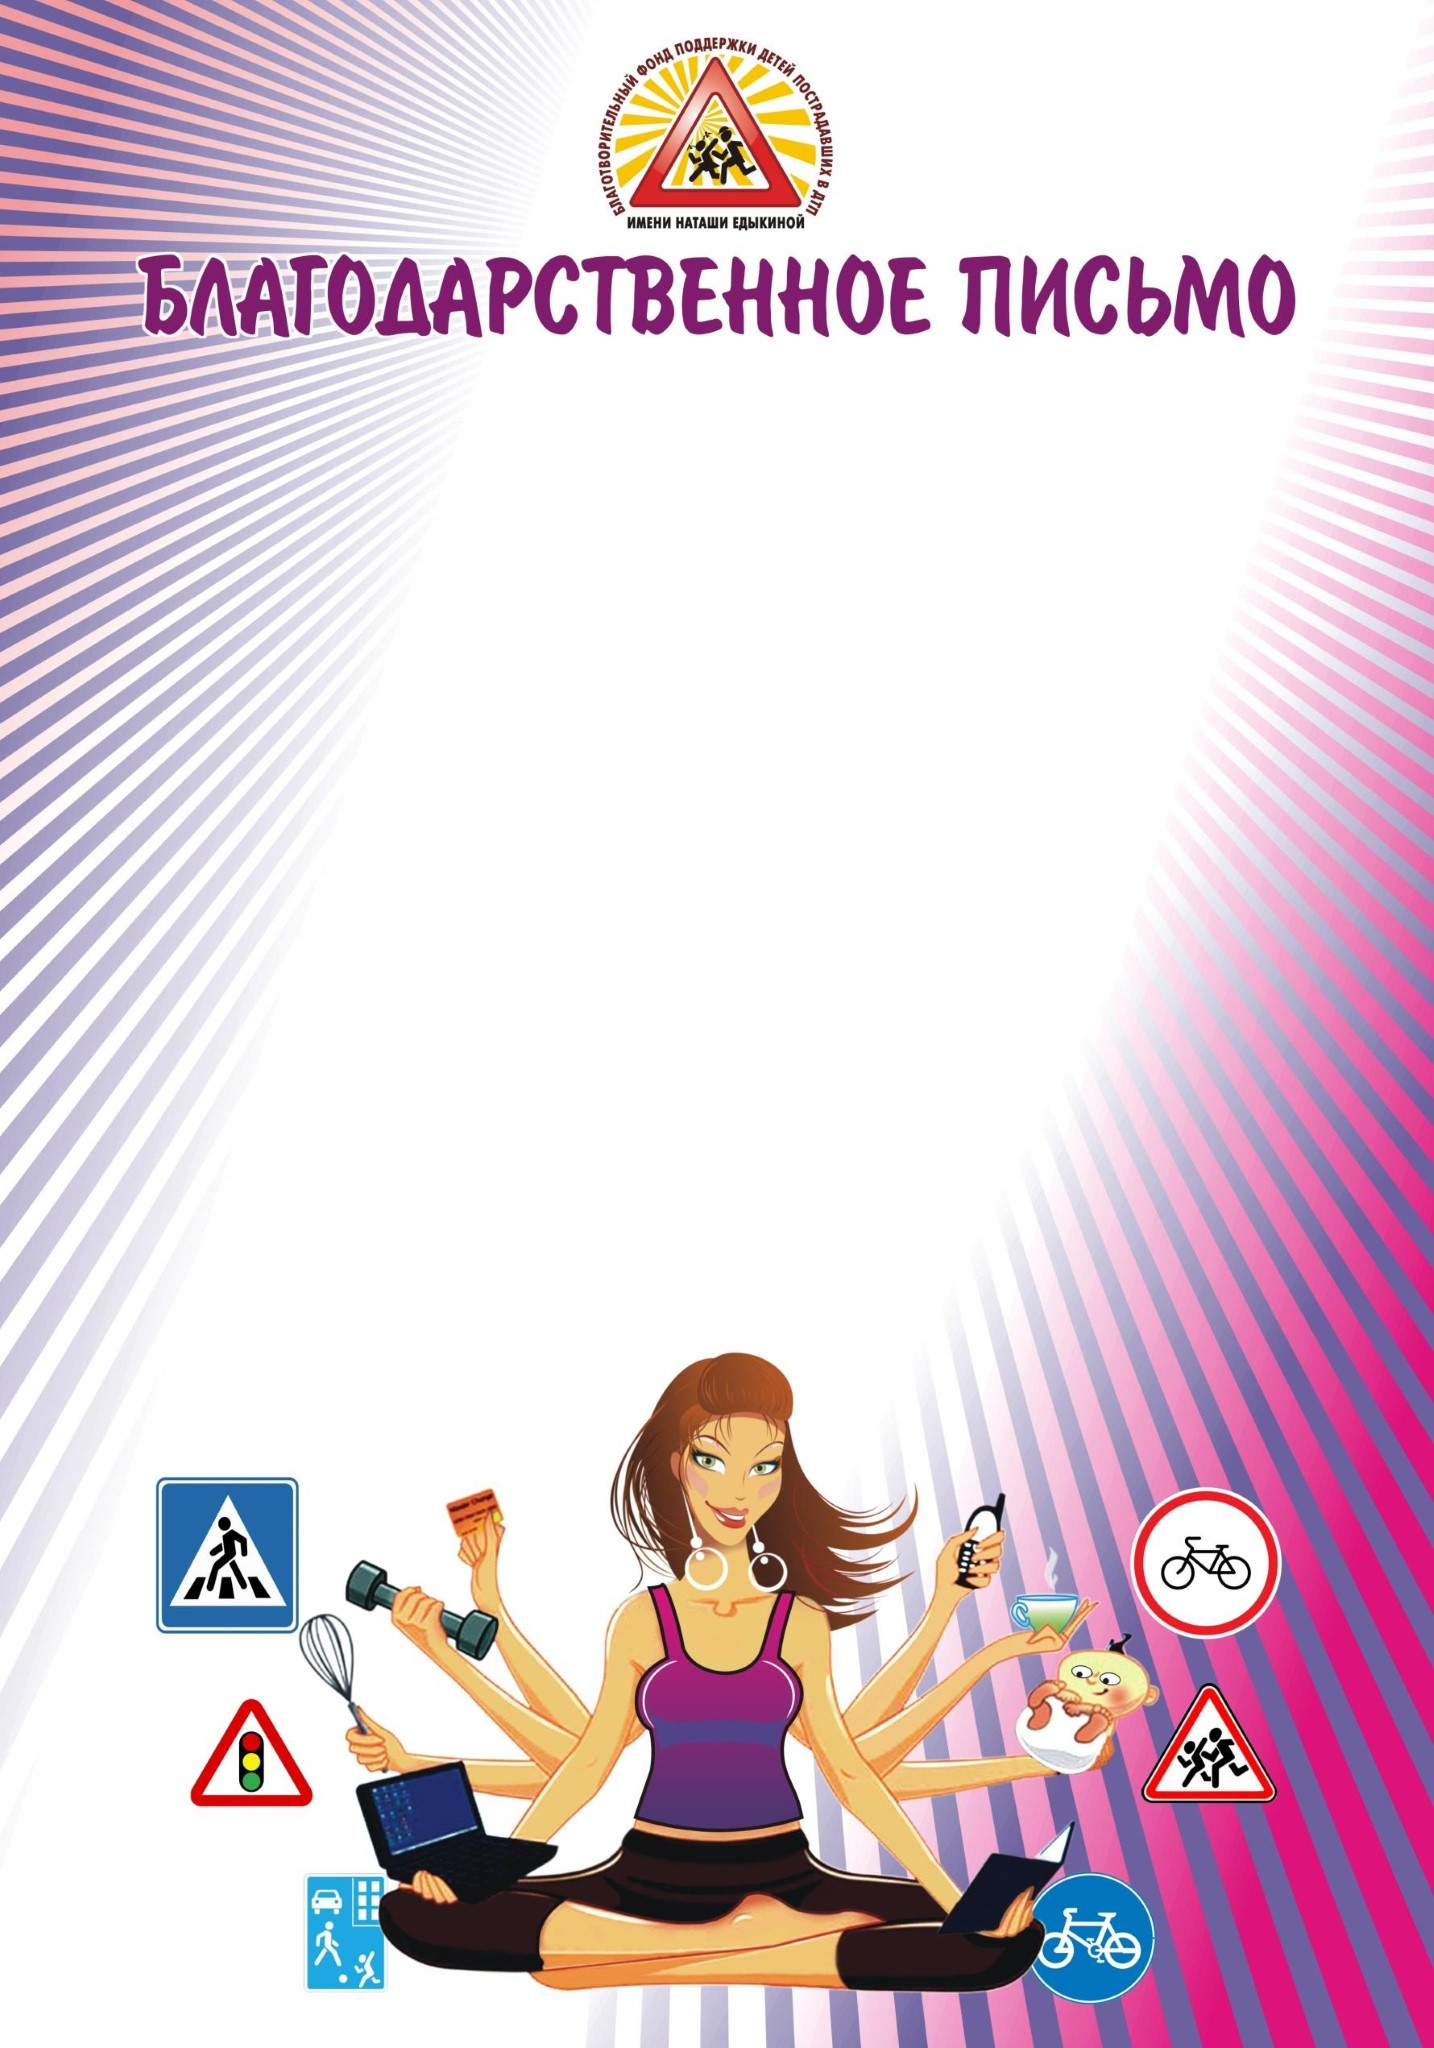 БЛАГОТВОРИТЕЛЬНЫЙ ФОНД ПОДДЕРЖКИ ДЕТЕЙ ПОСТРАДАВШИХ В ДТП
ИМЕНИ НАТАШИ ЕДЫКИНОЙ
БЛАГОДАРСТВЕННОЕ ПИСЬМО